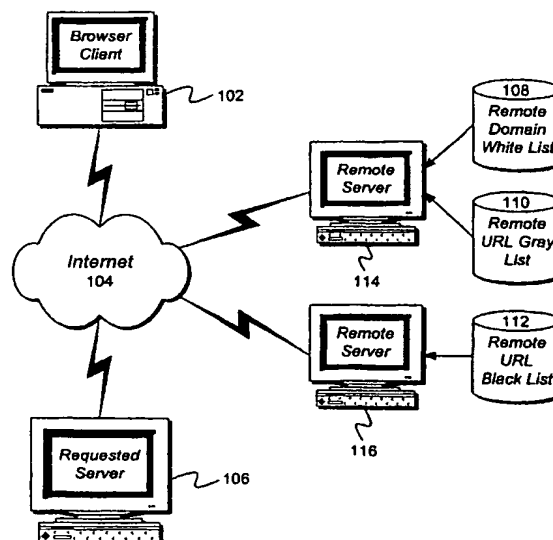 Browser
Client
102
108
Remote
Domain
White List
Remote
Server
114
110
Remote
URL Gray
List
Internet
104
Remote
Server
116
112
Remote
URL
Black List
Requested
Server
106